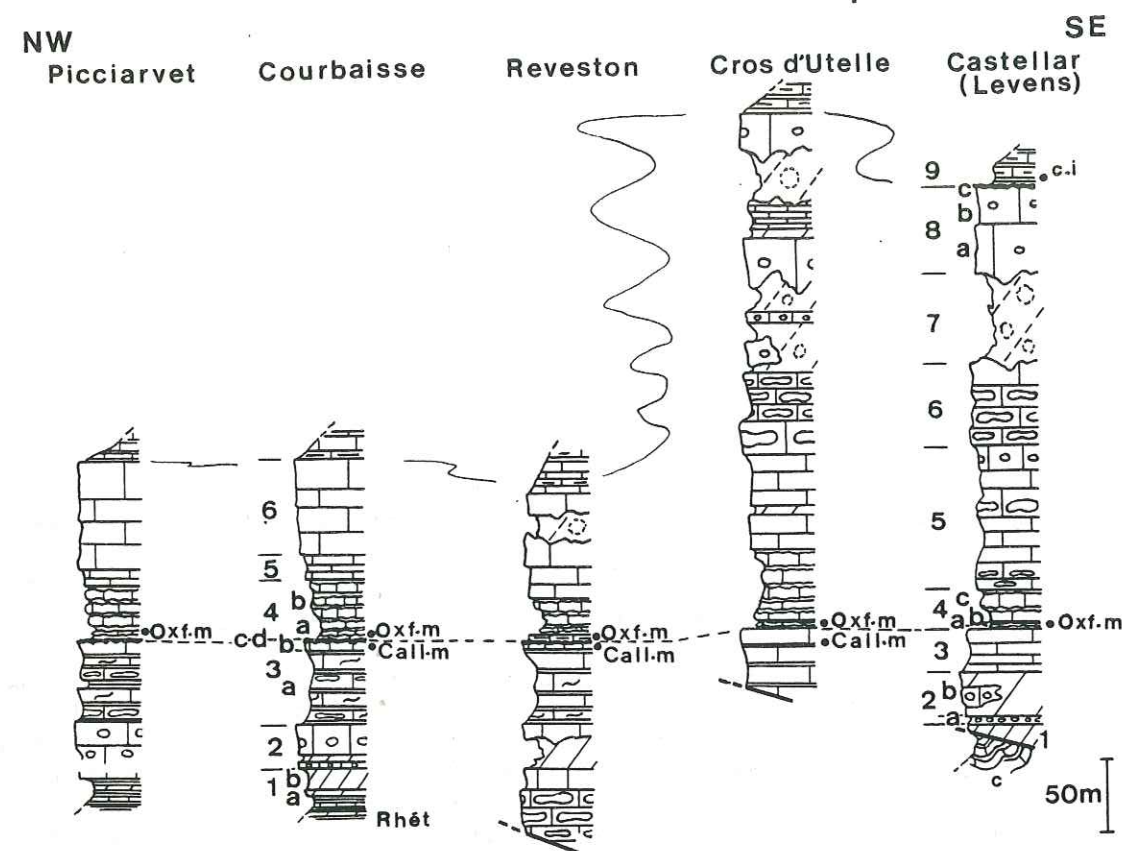 NW
SE
Picciarvet
Courbaisse
Reveston
Cros d'Utelle
Castellar
(Levens)
9
c.i
c
b
8
a
7
6
5
c
4
a b
Oxf.m
3
2
b
a
1
c
50m
6
5
4
b
a
c-d
b
3
a
2
1
b
a
Oxf.m
Oxf.m
Call.m
Oxf.m
Call.m
Oxf.m
Call.m
Rhét